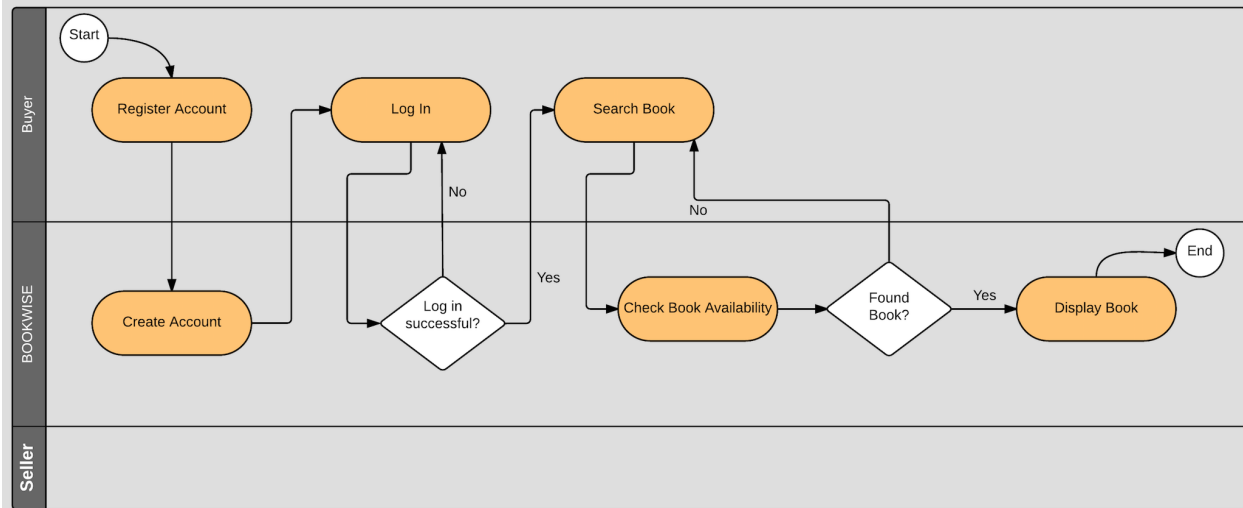 Buyer
Start
Register Account
Log In
Search Book
No
No
BOOKWISE
Create Account
Log in
successful?
Yes
Check Book Availability
Found
Book?
Yes
Display Book
End
Seller